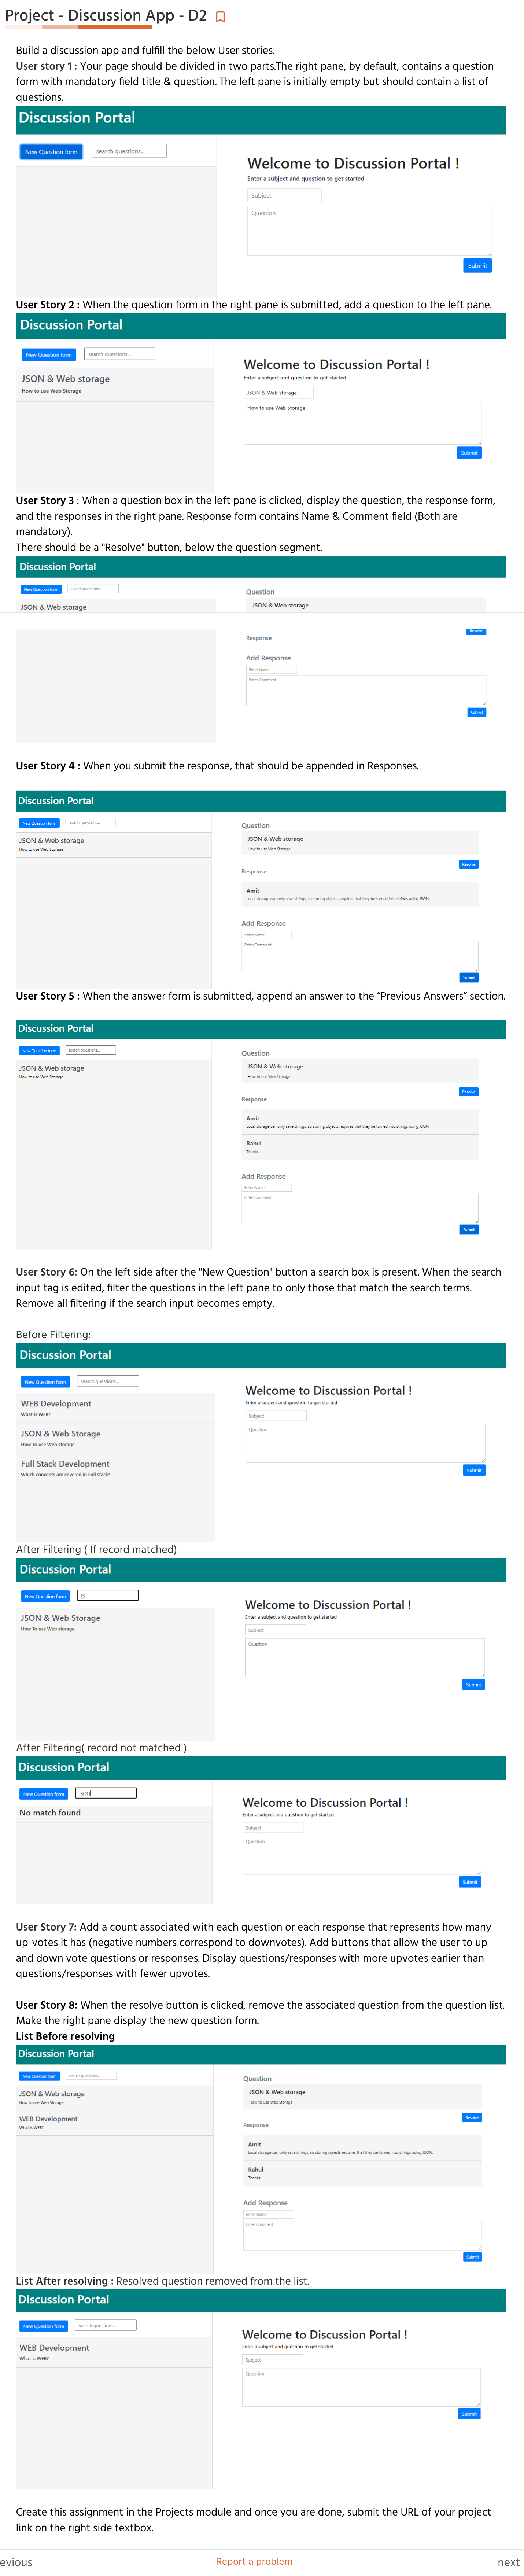 Project - Discussion App - D2
Build a discussion app and fulfill the below User stories.
User story 1 : Your page should be divided in two parts.The right pane, by default, contains a question
form with mandatory field title & question. The left pane is initially empty but should contain a list of
questions.
Discussion Portal
New Question form
search questions...
Welcome to Discussion Portal !
Enter a subject and question to get started
Subject
Question
Submit
User Story 2 : When the question form in the right pane is submitted, add a question to the left pane.
Discussion Portal
New Question form
search questions...
JSON & Web storage
How to use Web Storage
Welcome to Discussion Portal !
Enter a subject and question to get started
JSON & Web storage
How to use Web Storage
Submit
User Story 3 : When a question box in the left pane is clicked, display the question, the response form,
and the responses in the right pane. Response form contains Name & Comment field (Both are
mandatory).
There should be a "Resolve" button, below the question segment.
Discussion Portal
New Question form
search questions...
JSON & Web storage
Question
JSON & Web storage
Resolve
Response
Add Response
Enter Name
Enter Comment
Submit
User Story 4 : When you submit the response, that should be appended in Responses.
Discussion Portal
New Question form
search questions...
JSON & Web storage
How to use Web Storage
Question
JSON & Web storage
How to use Web Storage
Resolve
Response
Amit
Local storage can only save strings, so storing objects requires that they be turned into strings using JSON.
Add Response
Enter Name
Enter Comment
Submit
User Story 5 : When the answer form is submitted, append an answer to the “Previous Answers” section.
Discussion Portal
New Question form
search questions...
JSON & Web storage
How to use Web Storage
Question
JSON & Web storage
How to use Web Storage
Resolve
Response
Amit
Local storage can only save strings, so storing objects requires that they be turned into strings using JSON.
Rahul
Thanks!
Add Response
Enter Name
Enter Comment
Submit
User Story 6: On the left side after the "New Question" button a search box is present. When the search
input tag is edited, filter the questions in the left pane to only those that match the search terms.
Remove all filtering if the search input becomes empty.
Before Filtering:
Discussion Portal
New Question form
search questions...
WEB Development
What is WEB?
JSON & Web Storage
How To use Web storage
Full Stack Development
Which concepts are covered in Full stack?
Welcome to Discussion Portal !
Enter a subject and question to get started
Subject
Question
Submit
After Filtering ( If record matched)
Discussion Portal
New Question form
JSON & Web Storage
How To use Web storage
Welcome to Discussion Portal !
Enter a subject and question to get started
Subject
Question
Submit
After Filtering( record not matched )
Discussion Portal
New Question form
No match found
Welcome to Discussion Portal !
Enter a subject and question to get started
Subject
Question
Submit
User Story 7: Add a count associated with each question or each response that represents how many
up-votes it has (negative numbers correspond to downvotes). Add buttons that allow the user to up
and down vote questions or responses. Display questions/responses with more upvotes earlier than
questions/responses with fewer upvotes.
User Story 8: When the resolve button is clicked, remove the associated question from the question list.
Make the right pane display the new question form.
List Before resolving
Discussion Portal
New Question form
search questions...
JSON & Web storage
How to use Web Storage
WEB Development
What is WEB?
Question
JSON & Web storage
How to use Web Storage
Resolve
Response
Amit
Local storage can only save strings, so storing objects requires that they be turned into strings using JSON.
Rahul
Thanks!
Add Response
Enter Name
Enter Comment
Submit
List After resolving : Resolved question removed from the list.
Discussion Portal
New Question form
search questions...
WEB Development
What is WEB?
Welcome to Discussion Portal !
Enter a subject and question to get started
Subject
Question
Submit
Create this assignment in the Projects module and once you are done, submit the URL of your project
link on the right side textbox.
evious
Report a problem
next